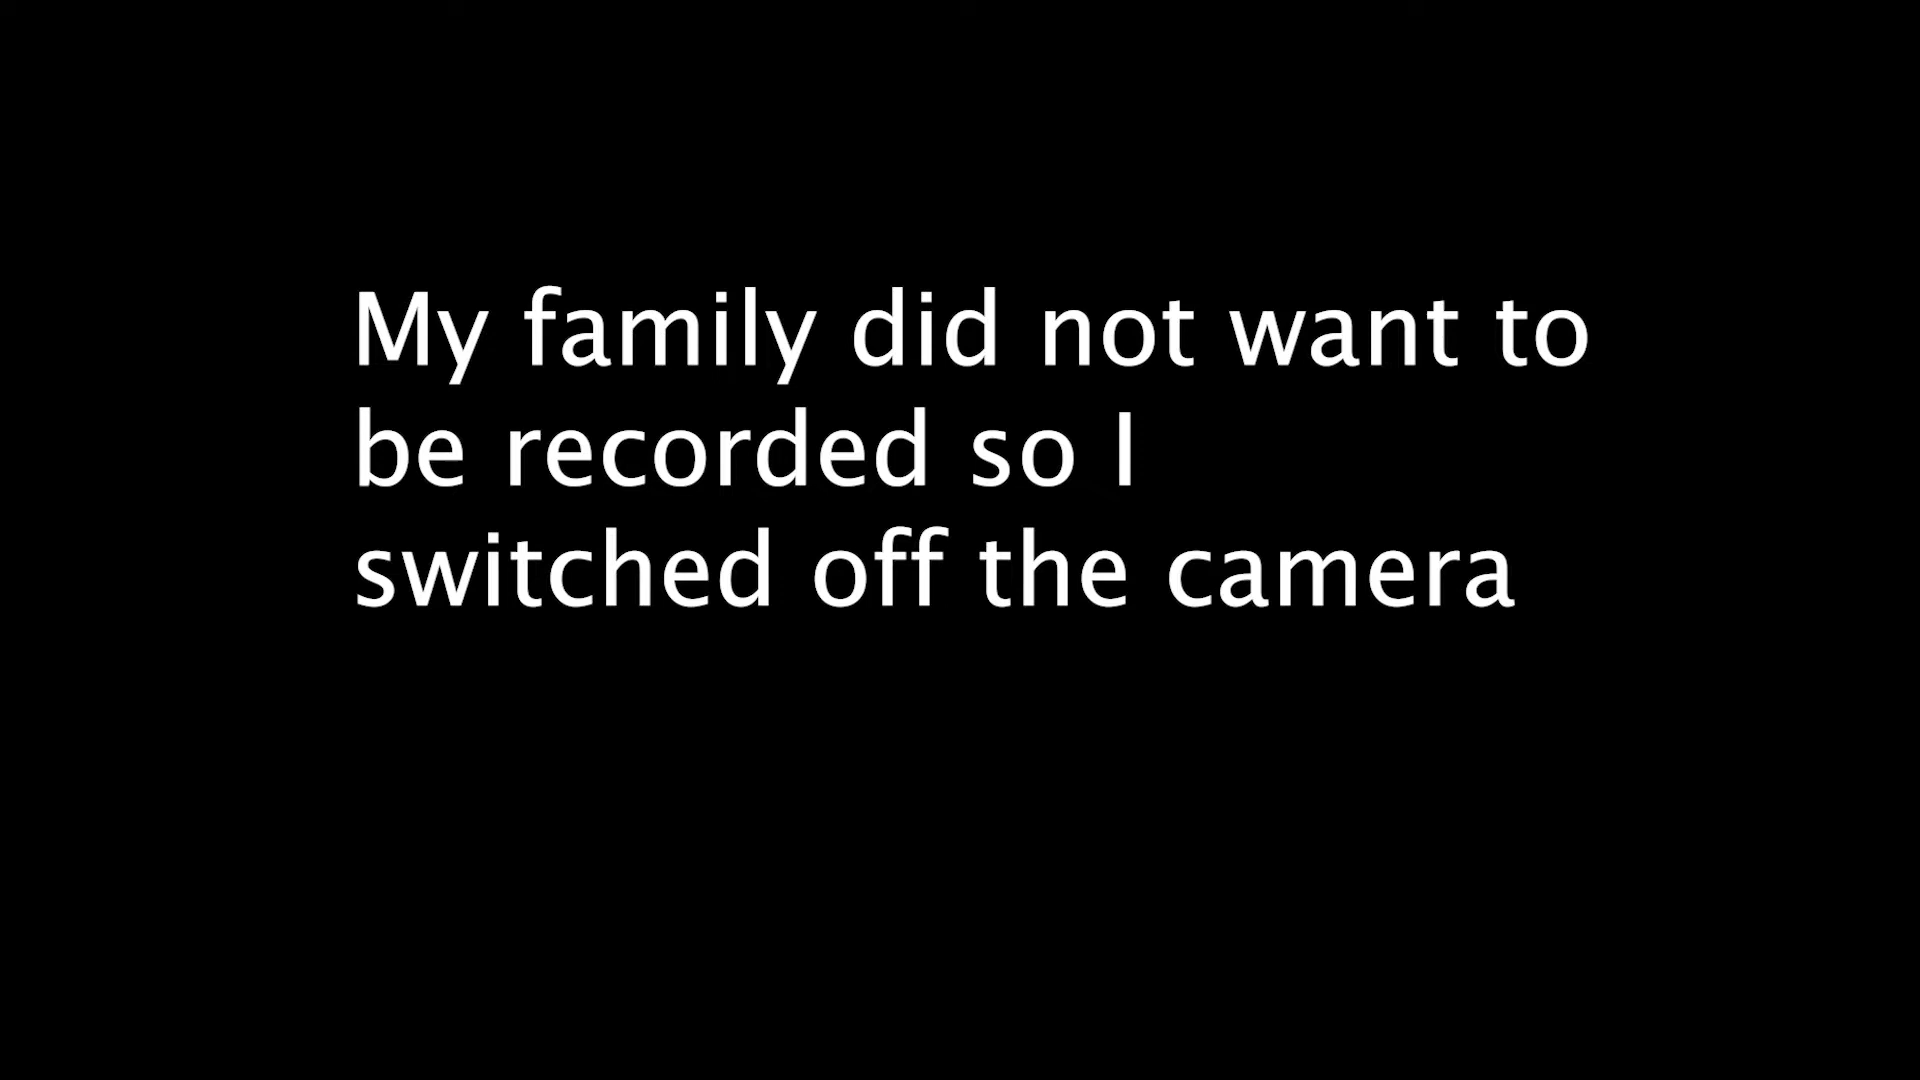 My family did not want to
be recorded so I
switched off the camera